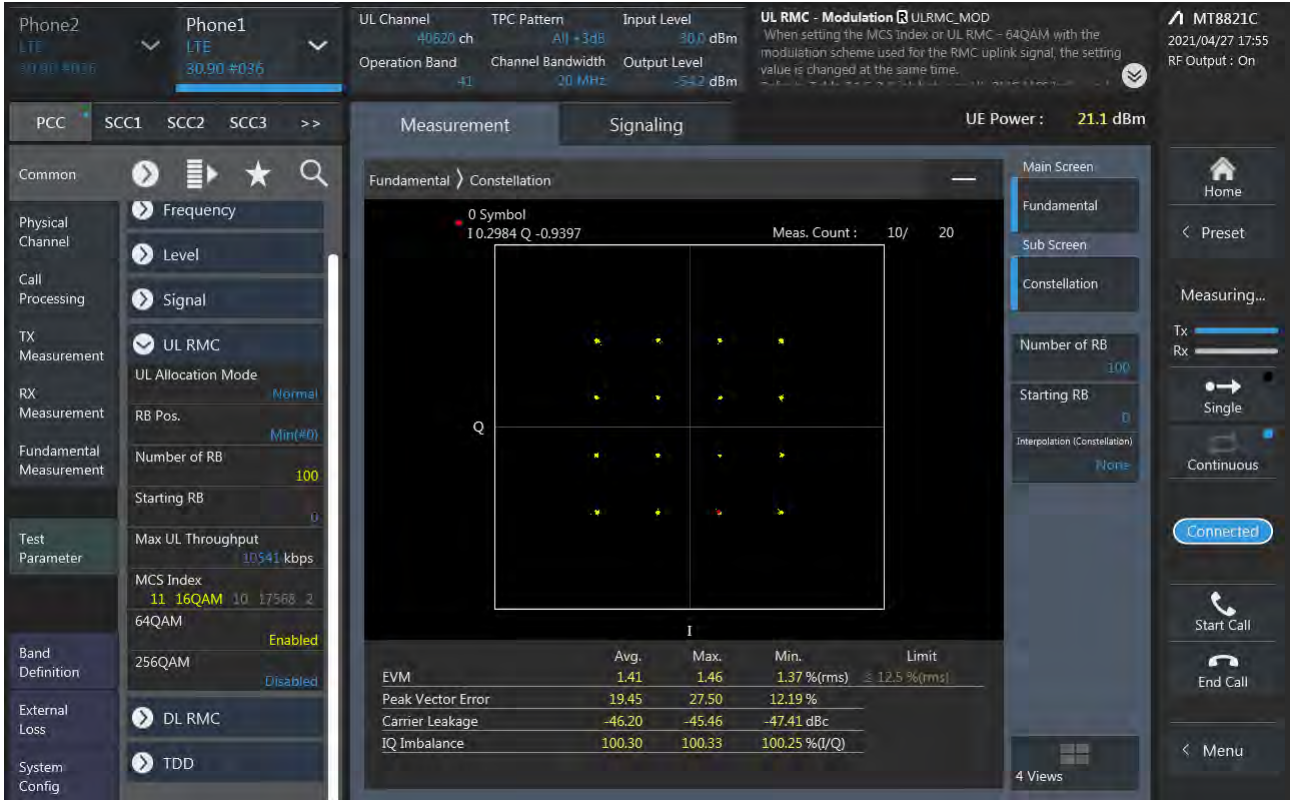 Phone2
LTE
30.90 #036
Phone1
LTE
30.90 #036
UL Channel
40620 ch
TPC Pattern
All +3dB
Input Level
30.0 dBm
Operation Band
41
Channel Bandwidth
20 MHz
Output Level
-54.2 dBm
UL RMC - Modulation R ULRMC_MOD
When setting the MCS Index or UL RMC - 64QAM with the
modulation scheme used for the RMC uplink signal, the setting
value is changed at the same time.
MT8821C
2021/04/27 17:55
RF Output : On
PCC SCC1 SCC2 SCC3 >>
Measurement
Signaling
UE Power : 21.1 dBm
Common
Physical
Channel
Call
Processing
TX
Measurement
RX
Measurement
Fundamental
Measurement
Test
Parameter
Band
Definition
External
Loss
System
Config
Frequency
Level
Signal
UL RMC
UL Allocation Mode
Normal
RB Pos.
Min(#0)
Number of RB
100
Starting RB
0
Max UL Throughput
10541 kbps
MCS Index
11 16QAM 10 17568 2
64QAM
Enabled
256QAM
Disabled
DL RMC
TDD
Fundamental Constellation
0 Symbol
I 0.2984 Q -0.9397
Meas. Count : 10/ 20
Q
I
Avg. Max. Min. Limit
EVM 1.41 1.46 1.37 %(rms) ≦ 12.5 %(rms)
Peak Vector Error 19.45 27.50 12.19 %
Carrier Leakage -46.20 -45.46 -47.41 dBc
IQ Imbalance 100.30 100.33 100.25 %(I/Q)
Main Screen
Fundamental
Sub Screen
Constellation
Number of RB
100
Starting RB
0
Interpolation (Constellation)
None
4 Views
Home
< Preset
Measuring...
Tx
Rx
Single
Continuous
Connected
Start Call
End Call
< Menu